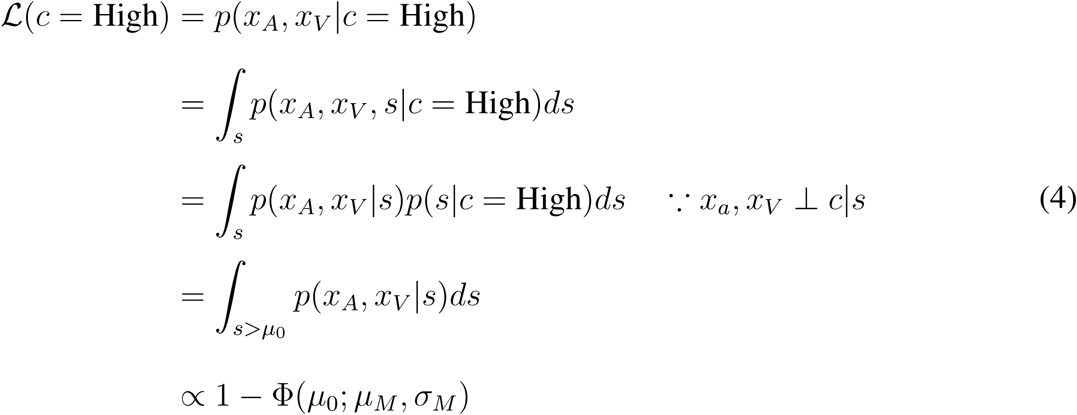 ℒ(c = High) = p(x_A, x_V|c = High)
= ∫_s p(x_A, x_V, s|c = High)ds
= ∫_s p(x_A, x_V|s)p(s|c = High)ds ∵ x_a, x_V ⊥ c|s (4)
= ∫_{s>μ_0} p(x_A, x_V|s)ds
∝ 1 − Φ(μ_0; μ_M, σ_M)